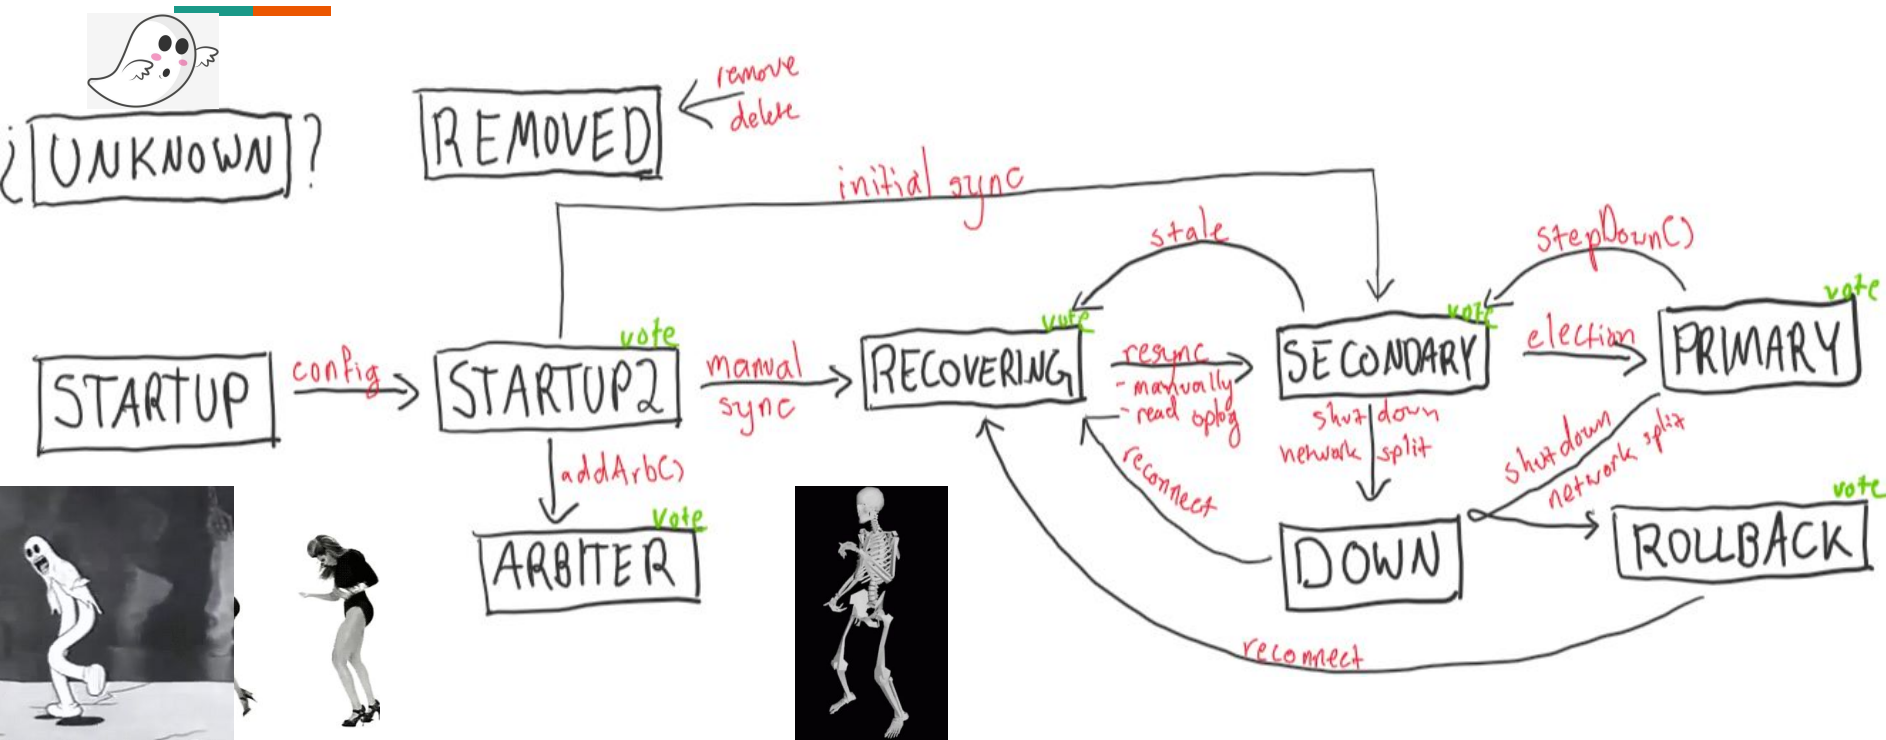 remove
delete
¿ UNKNOWN ?
REMOVED
initial sync
stale
stepDown()
vote
vote
vote
vote
STARTUP
config
STARTUP2
manual
sync
RECOVERING
resync
- manually
- read oplog
SECONDARY
election
PRIMARY
addArb()
shut down
network split
reconnect
shutdown
network split
vote
ARBITER
DOWN
vote
ROLLBACK
reconnect